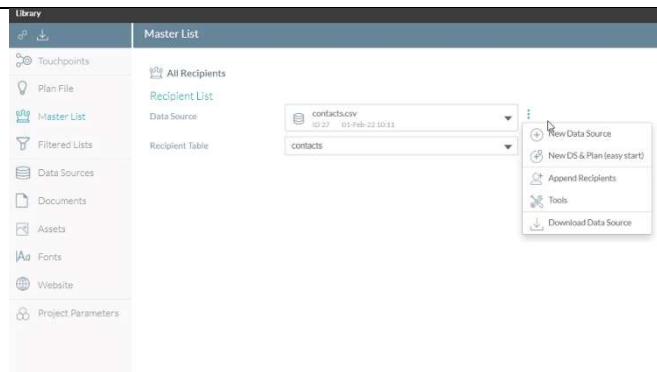 Library
Master List
Touchpoints
Plan File
Master List
Filtered Lists
Data Sources
Documents
Assets
Fonts
Website
Project Parameters
All Recipients
Recipient List
Data Source
contacts.csv
ID 27 01-Feb-22 10:11
Recipient Table
contacts
New Data Source
New DS & Plan (easy start)
Append Recipients
Tools
Download Data Source